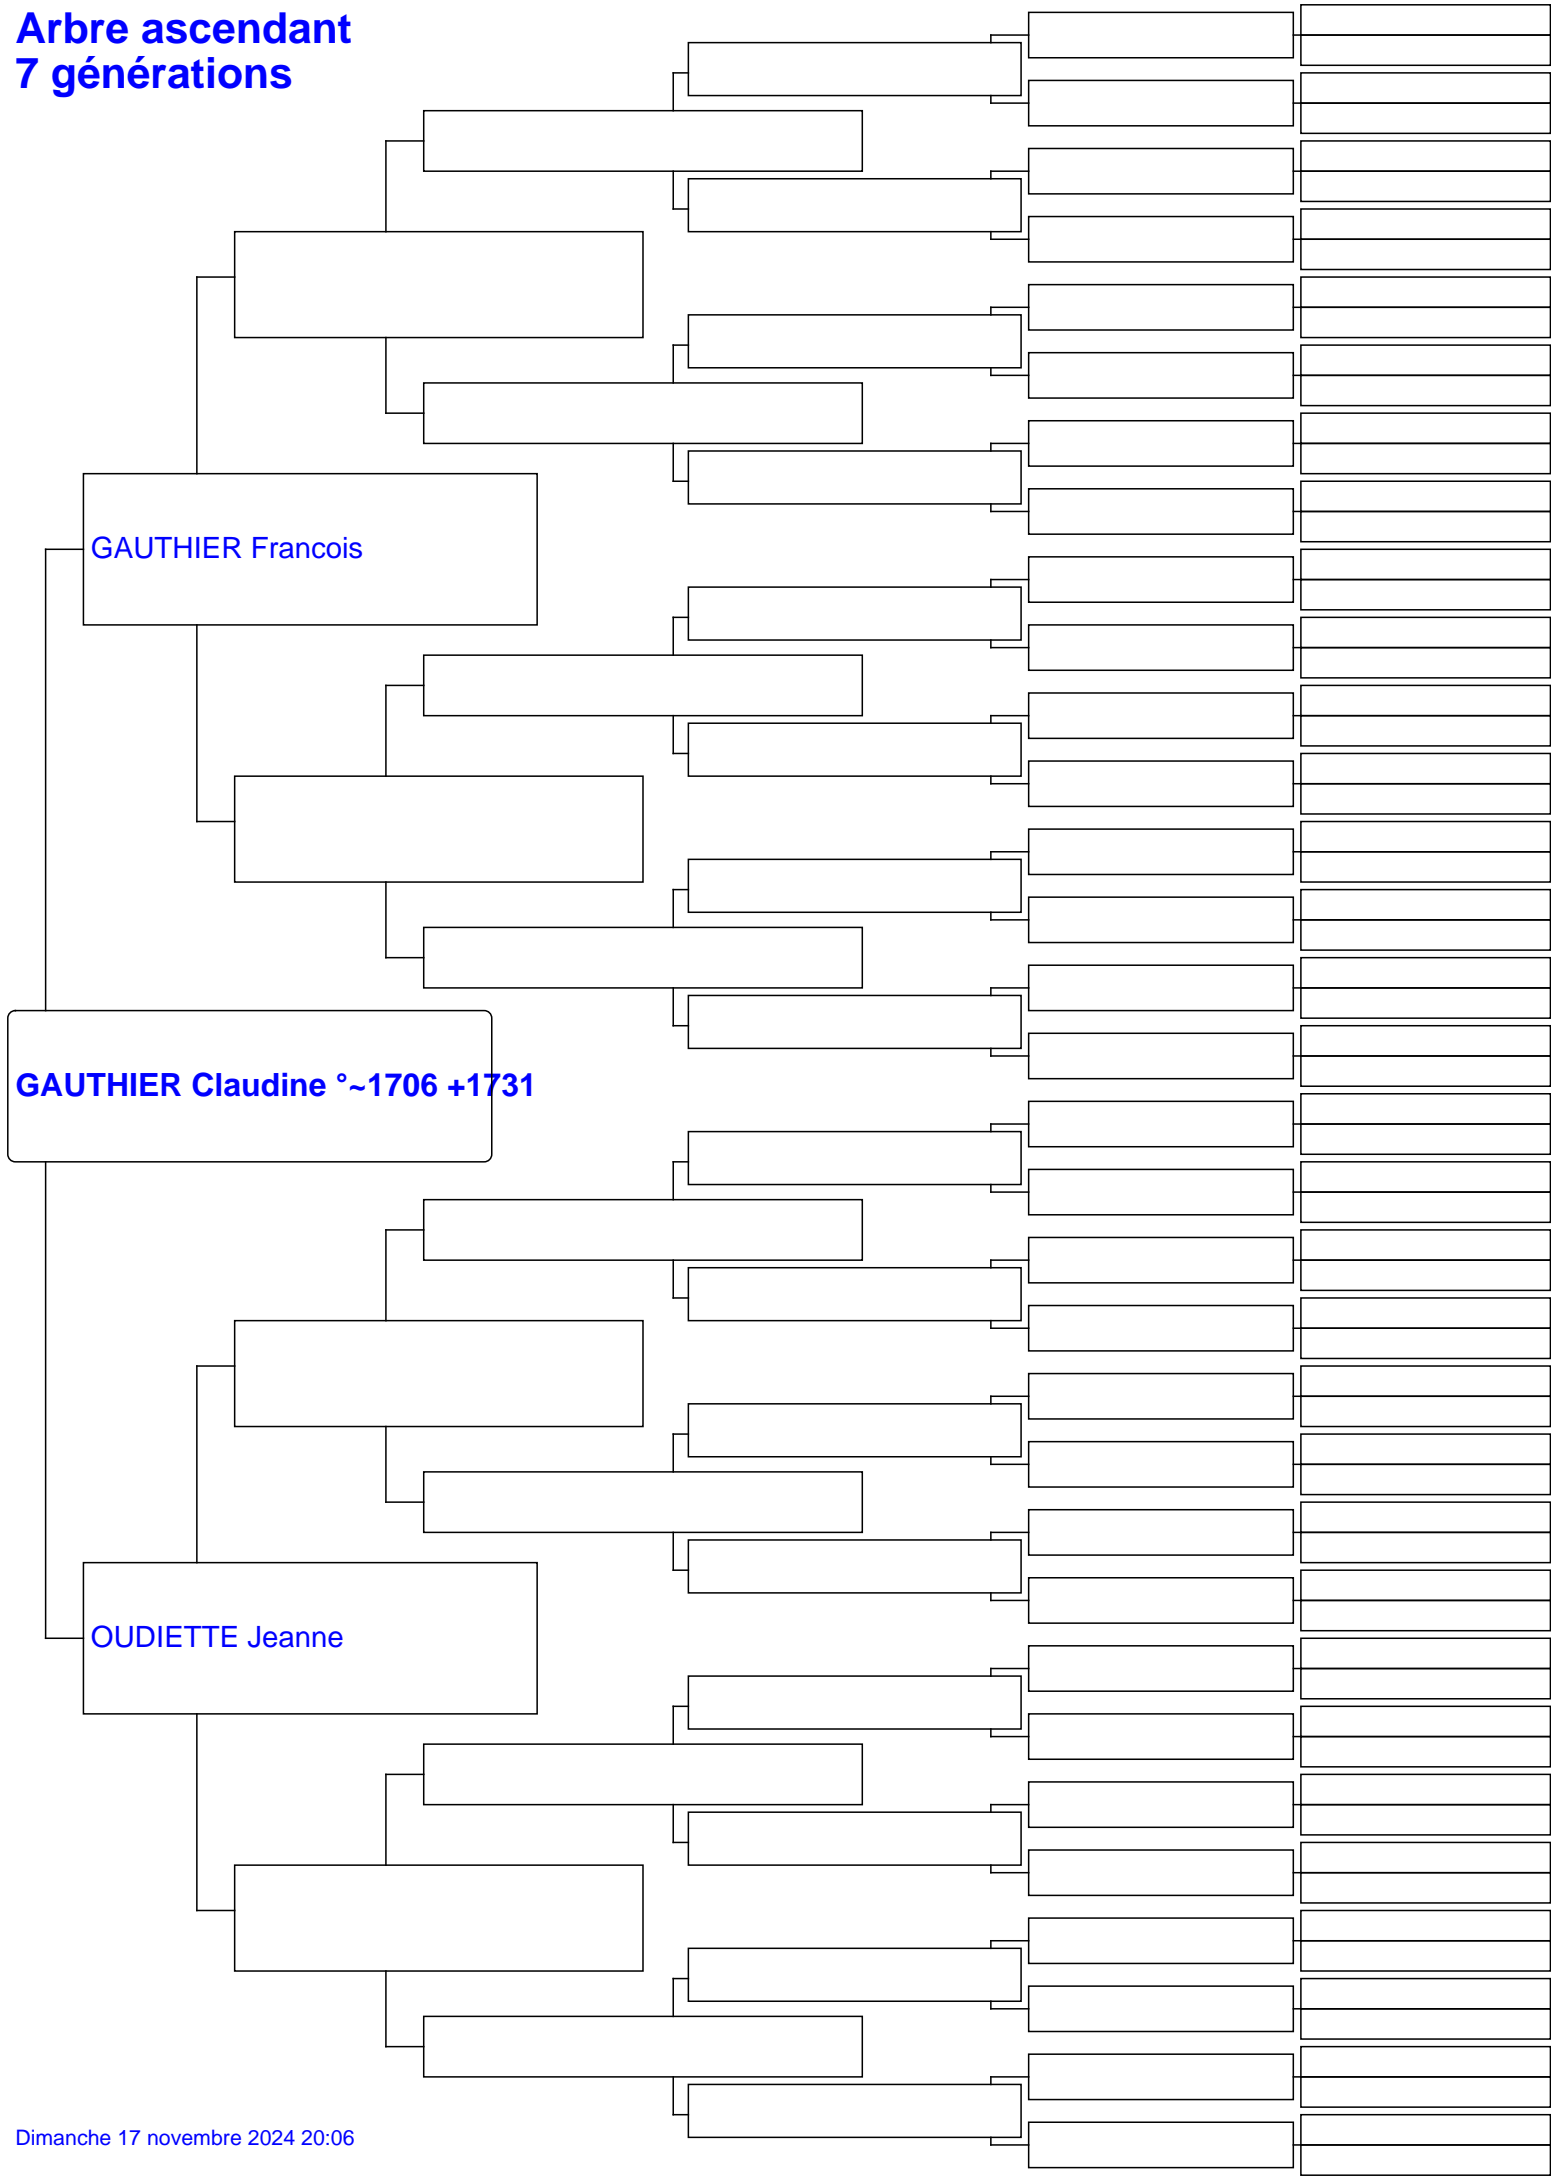 Arbre ascendant
7 générations
GAUTHIER Francois
GAUTHIER Claudine °~1706 +1731
OUDIETTE Jeanne
Dimanche 17 novembre 2024 20:06